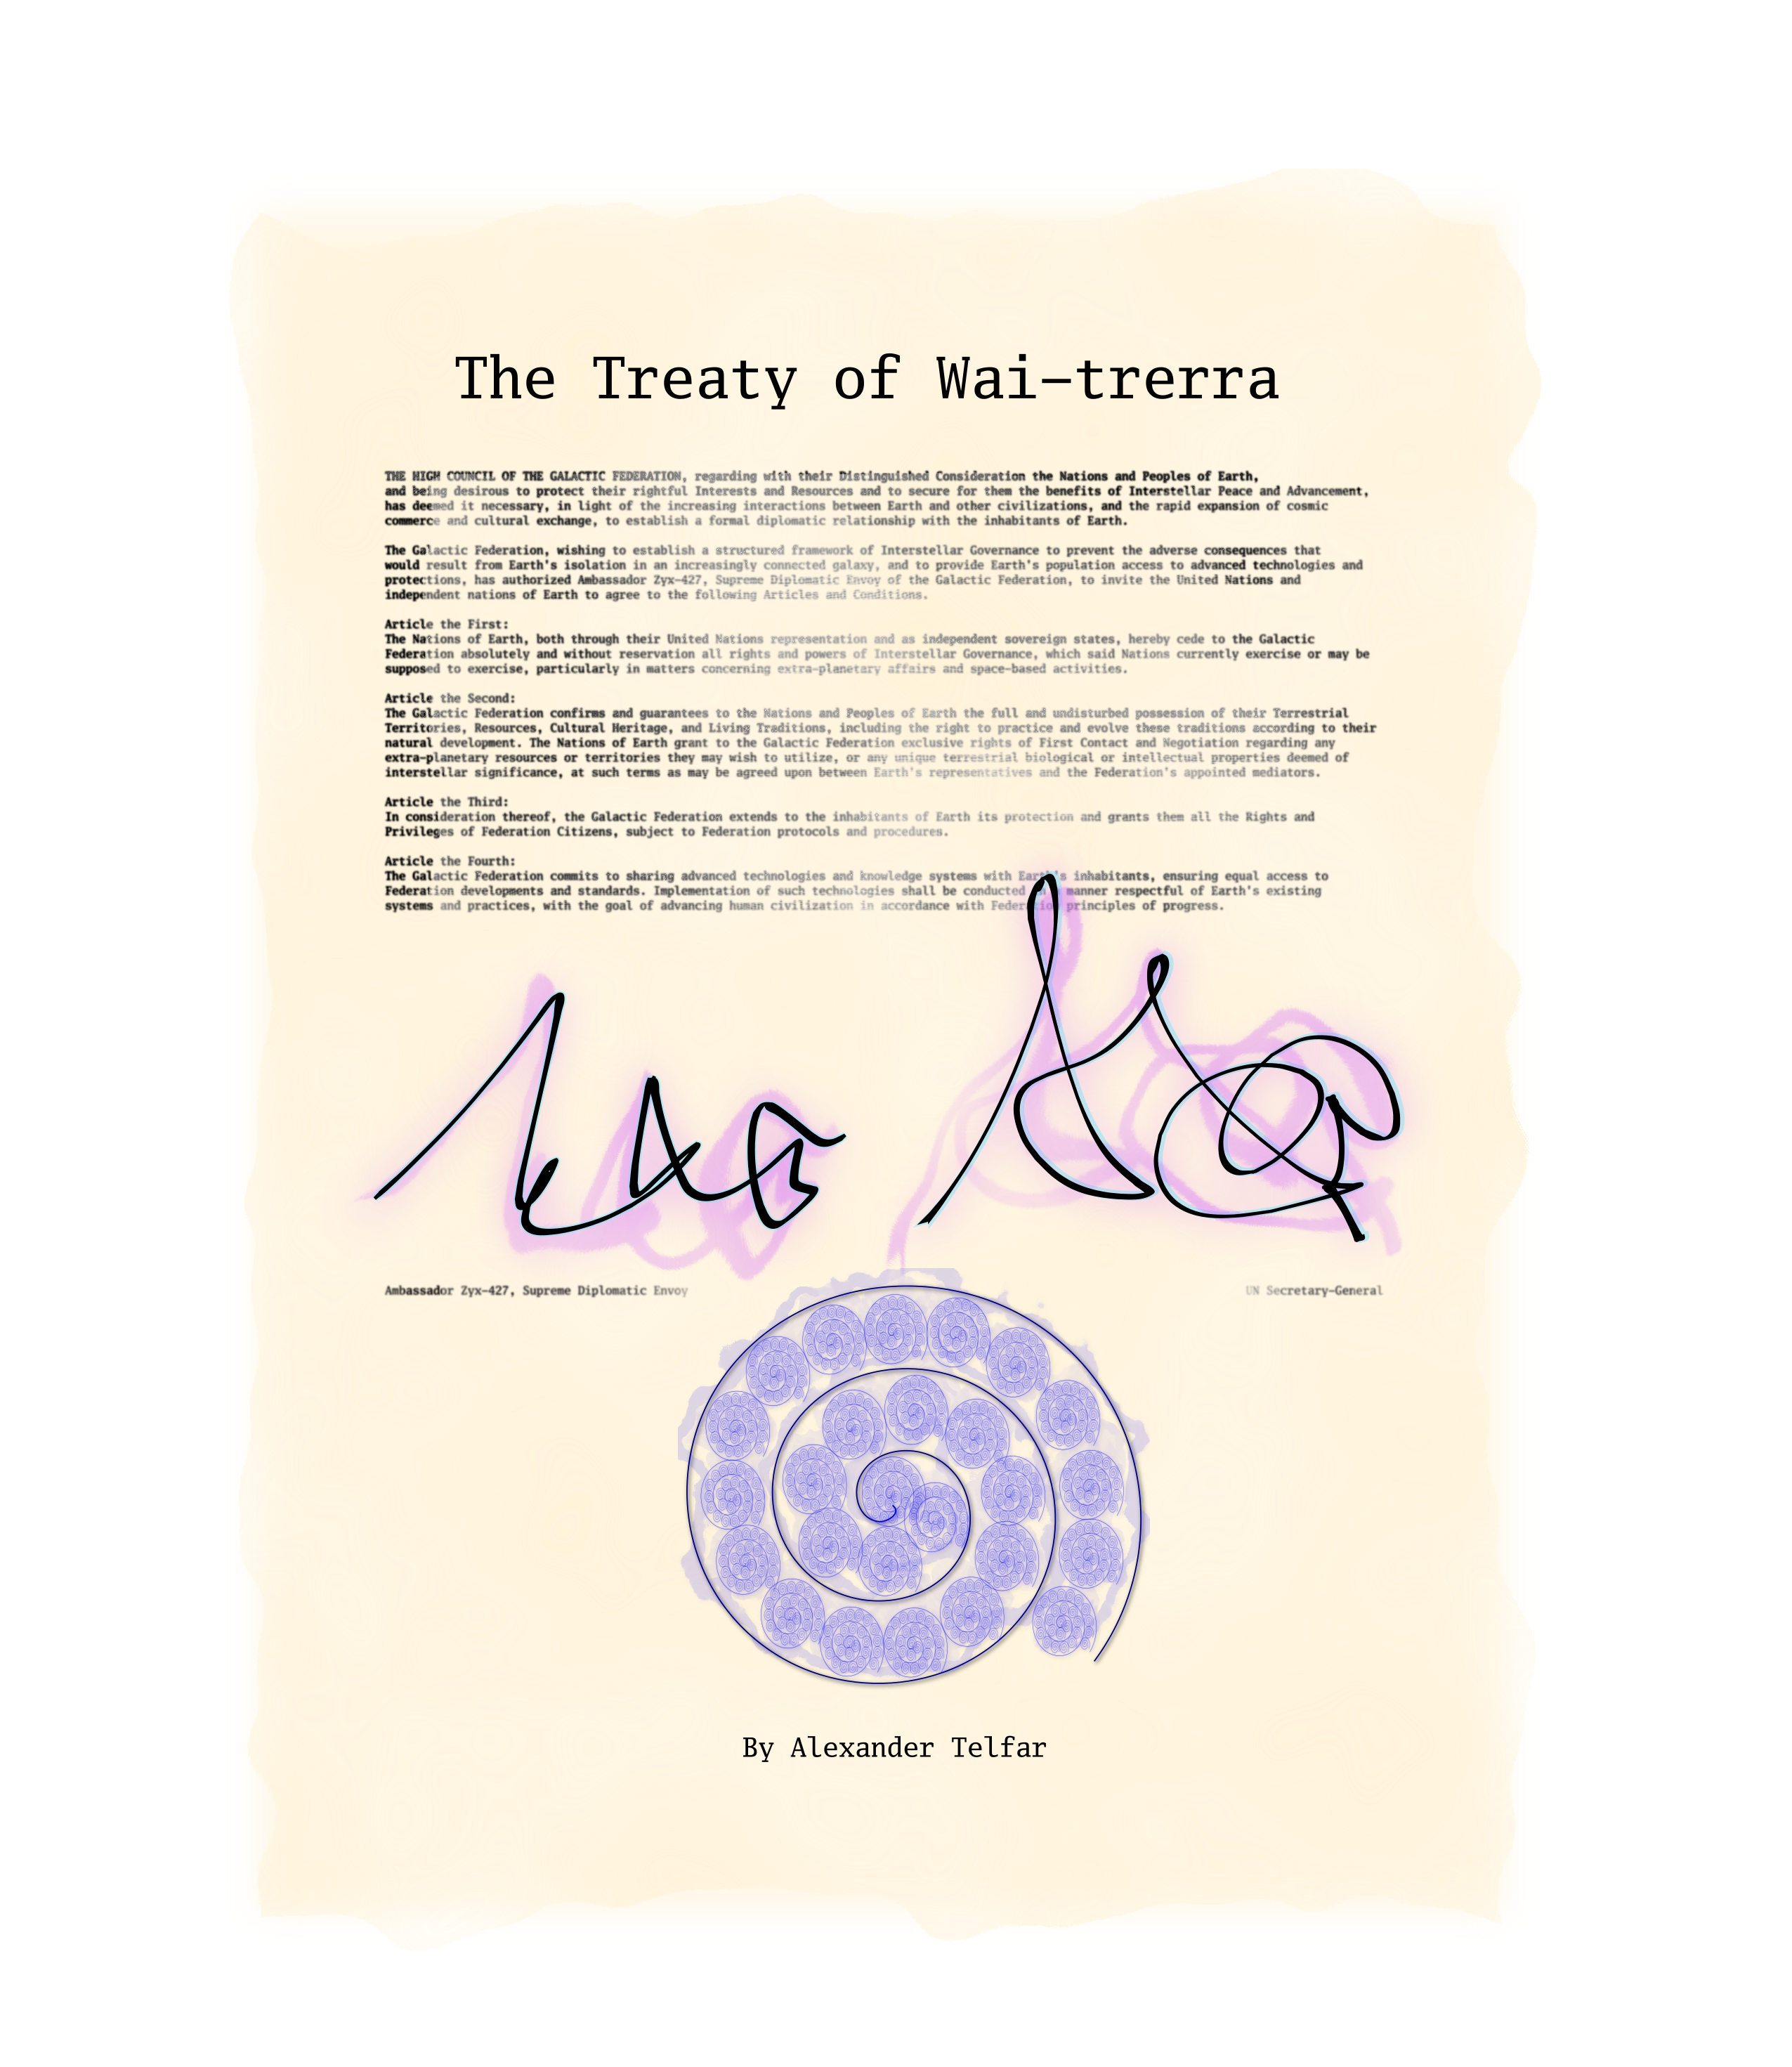 The Treaty of Wai-trerra
THE HIGH COUNCIL OF THE GALACTIC FEDERATION, regarding with their Distinguished Consideration the Nations and Peoples of Earth,
and being desirous to protect their rightful Interests and Resources and to secure for them the benefits of Interstellar Peace and Advancement,
has deemed it necessary, in light of the increasing interactions between Earth and other civilizations, and the rapid expansion of cosmic
commerce and cultural exchange, to establish a formal diplomatic relationship with the inhabitants of Earth.
The Galactic Federation, wishing to establish a structured framework of Interstellar Governance to prevent the adverse consequences that
would result from Earth's isolation in an increasingly connected galaxy, and to provide Earth's population access to advanced technologies and
protections, has authorized Ambassador Zyx-427, Supreme Diplomatic Envoy of the Galactic Federation, to invite the United Nations and
independent nations of Earth to agree to the following Articles and Conditions.
Article the First:
The Nations of Earth, both through their United Nations representation and as independent sovereign states, hereby cede to the Galactic
Federation absolutely and without reservation all rights and powers of Interstellar Governance, which said Nations currently exercise or may be
supposed to exercise, particularly in matters concerning extra-planetary affairs and space-based activities.
Article the Second:
The Galactic Federation confirms and guarantees to the Nations and Peoples of Earth the full and undisturbed possession of their Terrestrial
Territories, Resources, Cultural Heritage, and Living Traditions, including the right to practice and evolve these traditions according to their
natural development. The Nations of Earth grant to the Galactic Federation exclusive rights of First Contact and Negotiation regarding any
extra-planetary resources or territories they may wish to utilize, or any unique terrestrial biological or intellectual properties deemed of
interstellar significance, at such terms as may be agreed upon between Earth's representatives and the Federation's appointed mediators.
Article the Third:
In consideration thereof, the Galactic Federation extends to the inhabitants of Earth its protection and grants them all the Rights and
Privileges of Federation Citizens, subject to Federation protocols and procedures.
Article the Fourth:
The Galactic Federation commits to sharing advanced technologies and knowledge systems with Earth's inhabitants, ensuring equal access to
Federation developments and standards. Implementation of such technologies shall be conducted in a manner respectful of Earth's existing
systems and practices, with the goal of advancing human civilization in accordance with Federation principles of progress.
Ambassador Zyx-427, Supreme Diplomatic Envoy
UN Secretary-General
By Alexander Telfar